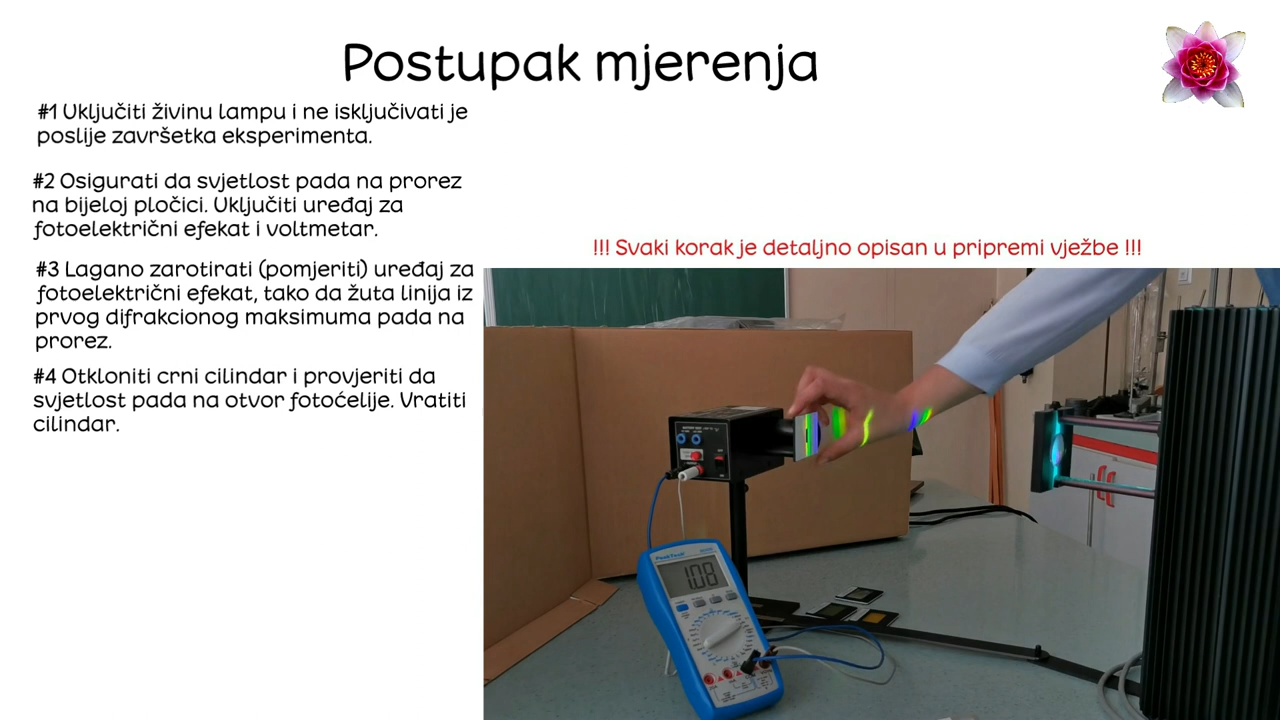 Postupak mjerenja
#1 Uključiti živinu lampu i ne isključivati je
poslije završetka eksperimenta.
#2 Osigurati da svjetlost pada na prorez
na bijeloj pločici. Uključiti uređaj za
fotoelektrični efekat i voltmetar.
#3 Lagano zarotirati (pomjeriti) uređaj za
fotoelektrični efekat, tako da žuta linija iz
prvog difrakcionog maksimuma pada na
prorez.
#4 Otkloniti crni cilindar i provjeriti da
svjetlost pada na otvor fotoćelije. Vratiti
cilindar.
!!! Svaki korak je detaljno opisan u pripremi vježbe !!!
PeakTech
1.08